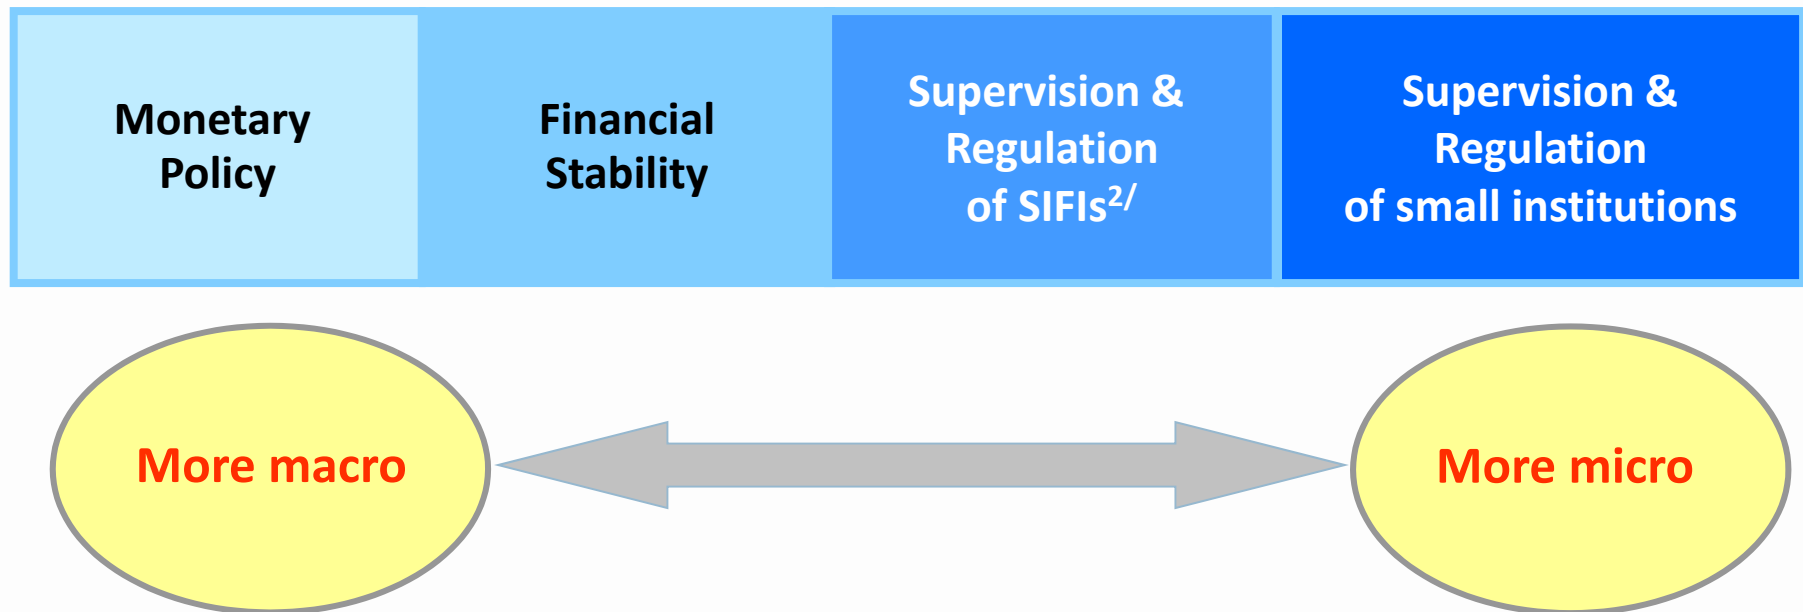 Monetary
Policy
Financial
Stability
Supervision &
Regulation
of SIFIs2/
Supervision &
Regulation
of small institutions
More macro
More micro